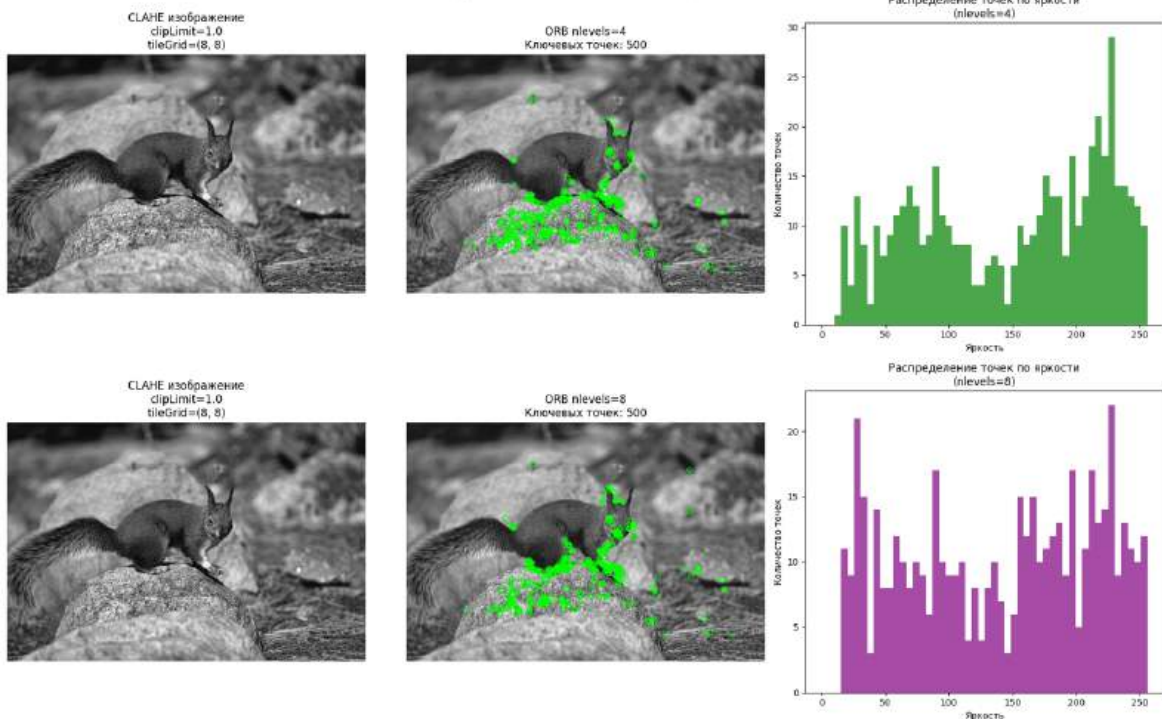 CLAHE изображение
clipLimit=1.0
tileGrid=(8, 8)
ORB nlevels=4
Ключевых точек: 500
Распределение точек по яркости
(nlevels=4)
Количество точек
30
25
20
15
10
5
0
0 50 100 150 200 250
Яркость
CLAHE изображение
clipLimit=1.0
tileGrid=(8, 8)
ORB nlevels=8
Ключевых точек: 500
Распределение точек по яркости
(nlevels=8)
Количество точек
20
15
10
5
0
0 50 100 150 200 250
Яркость